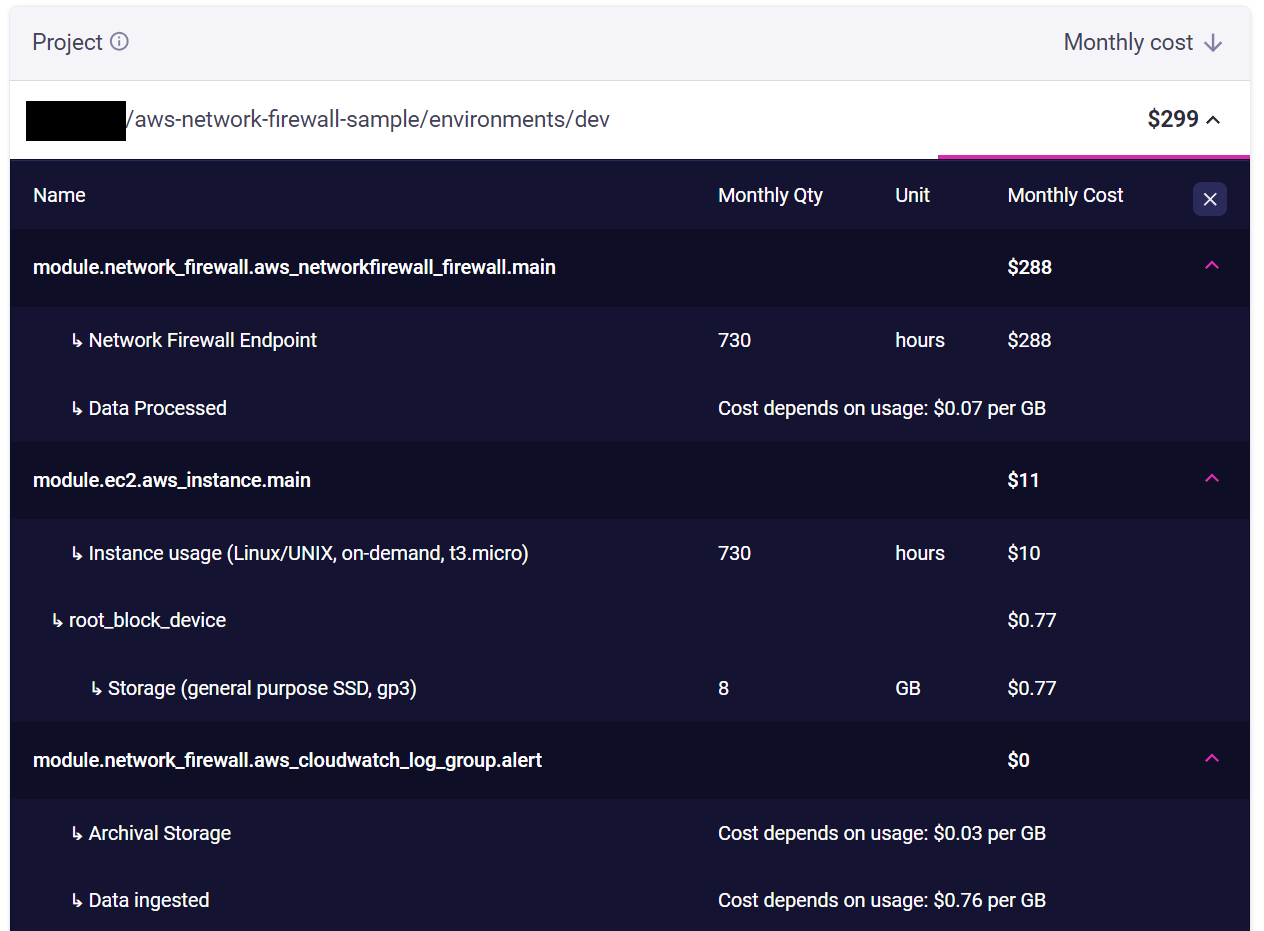 Project Monthly cost ↓
/aws-network-firewall-sample/environments/dev $299
Name Monthly Qty Unit Monthly Cost
module.network_firewall.aws_networkfirewall_firewall.main $288
↳ Network Firewall Endpoint 730 hours $288
↳ Data Processed Cost depends on usage: $0.07 per GB
module.ec2.aws_instance.main $11
↳ Instance usage (Linux/UNIX, on-demand, t3.micro) 730 hours $10
↳ root_block_device $0.77
↳ Storage (general purpose SSD, gp3) 8 GB $0.77
module.network_firewall.aws_cloudwatch_log_group.alert $0
↳ Archival Storage Cost depends on usage: $0.03 per GB
↳ Data ingested Cost depends on usage: $0.76 per GB